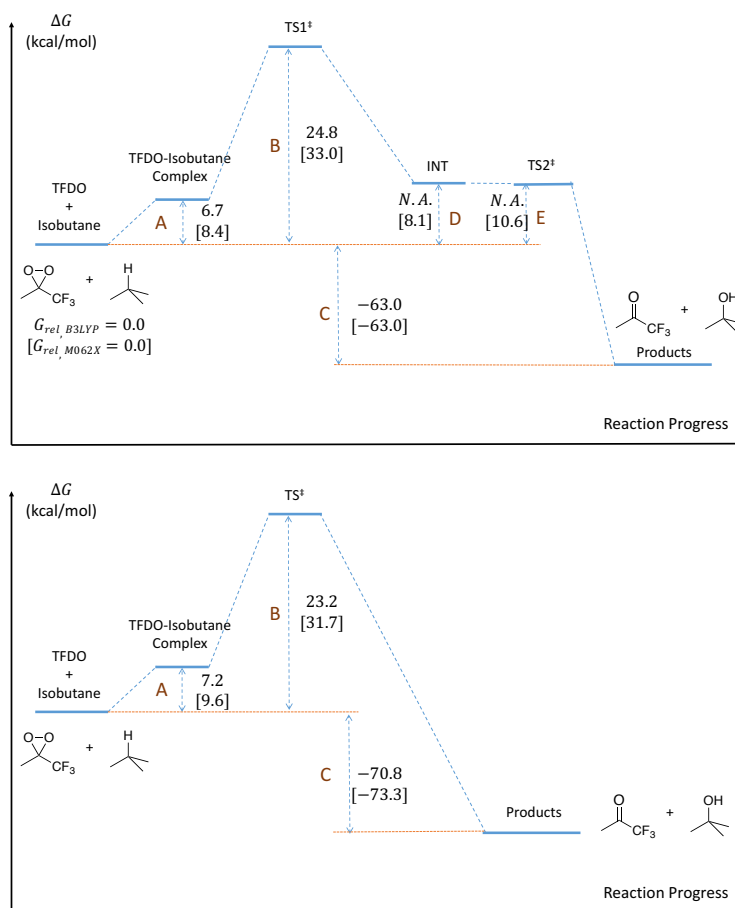 ΔG
(kcal/mol)
TS1‡
B
24.8
[33.0]
TFDO-Isobutane
Complex
INT
TS2‡
TFDO
+
Isobutane
A
6.7
[8.4]
N.A.
[8.1]
D
N.A.
[10.6]
E
O–O
CF3
+
H
G rel, B3LYP = 0.0
[G rel, M062X = 0.0]
C
−63.0
[−63.0]
O
CF3
+
OH
Products
Reaction Progress
ΔG
(kcal/mol)
TS‡
B
23.2
[31.7]
TFDO-Isobutane
Complex
TFDO
+
Isobutane
A
7.2
[9.6]
O–O
CF3
+
H
C
−70.8
[−73.3]
Products
O
CF3
+
OH
Reaction Progress